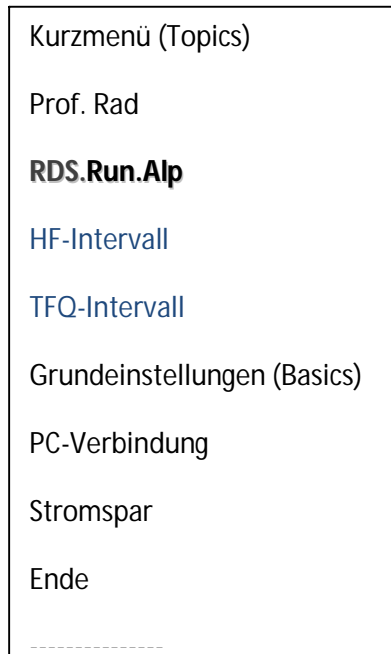 Kurzmenü (Topics)
Prof. Rad
RDS.Run.Alp
HF-Intervall
TFQ-Intervall
Grundeinstellungen (Basics)
PC-Verbindung
Stromspar
Ende
---------------